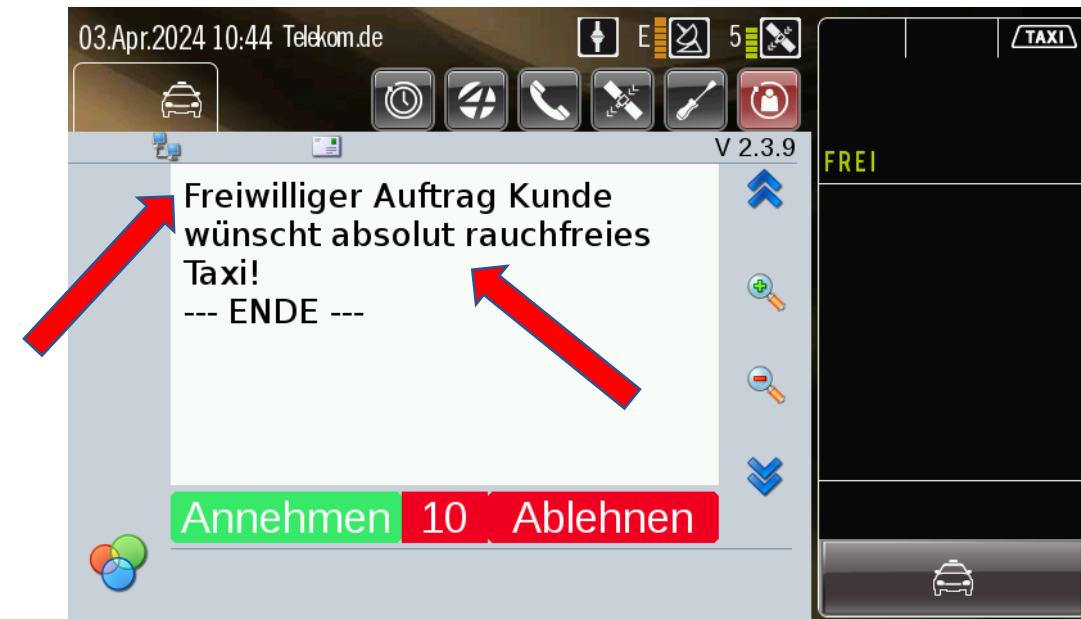 03.Apr.2024 10:44 Telekom.de
E
5
TAXI
V 2.3.9
FREI
Freiwilliger Auftrag Kunde
wünscht absolut rauchfreies
Taxi!
--- ENDE ---
Annehmen 10 Ablehnen